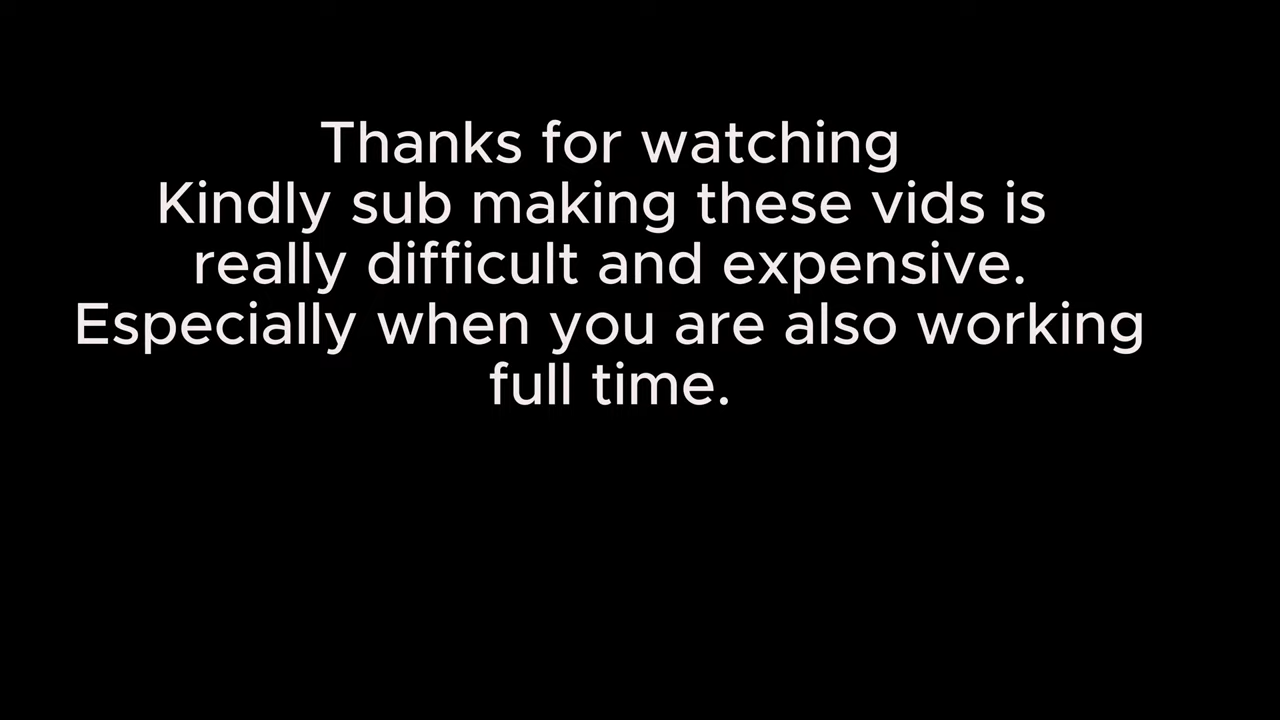 Thanks for watching
Kindly sub making these vids is
really difficult and expensive.
Especially when you are also working
full time.